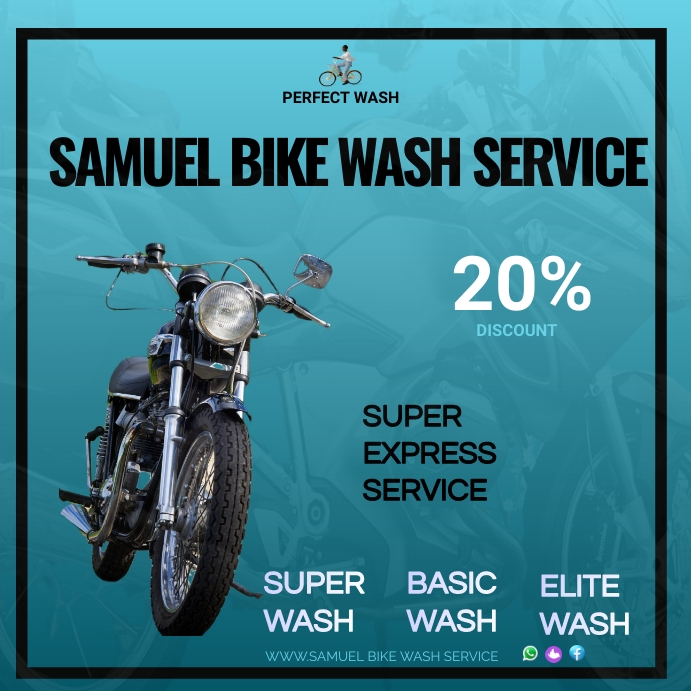 PERFECT WASH
SAMUEL BIKE WASH SERVICE
20%
DISCOUNT
SUPER
EXPRESS
SERVICE
SUPER
WASH
BASIC
WASH
ELITE
WASH
WWW.SAMUEL BIKE WASH SERVICE